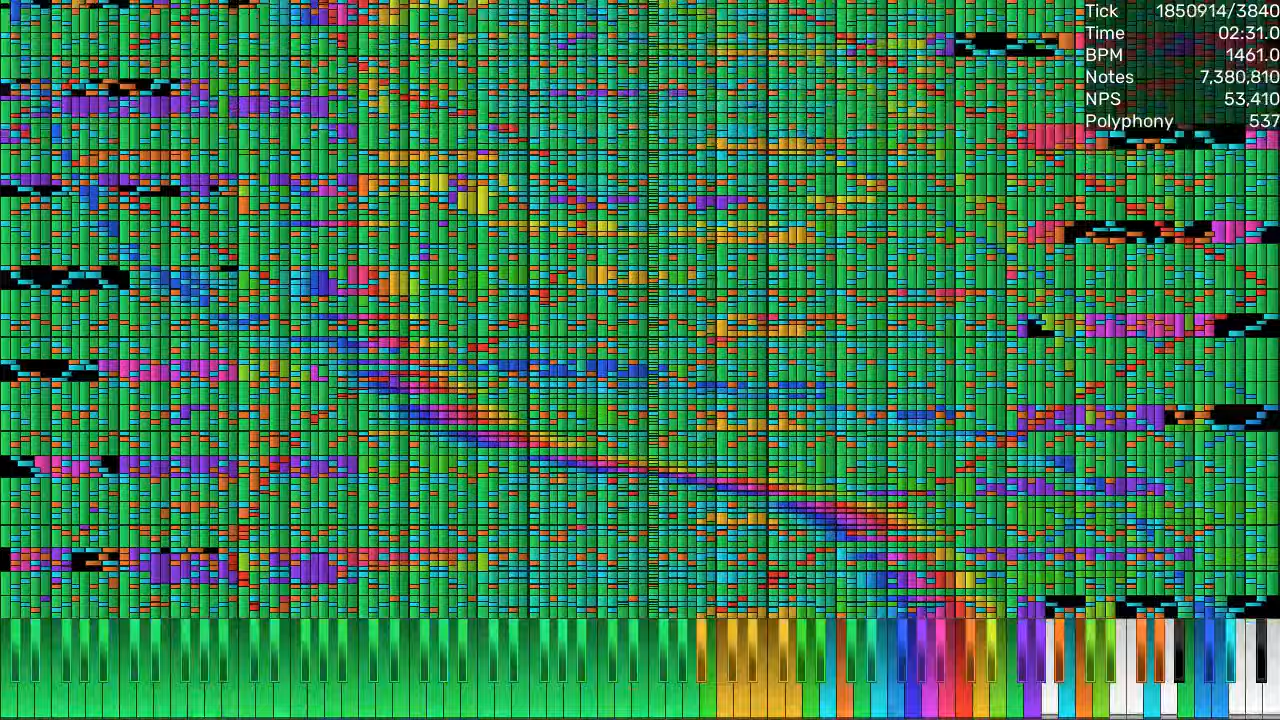 Tick 1850914/3840
Time 02:31.0
BPM 1461.0
Notes 7,380,810
NPS 53,410
Polyphony 537